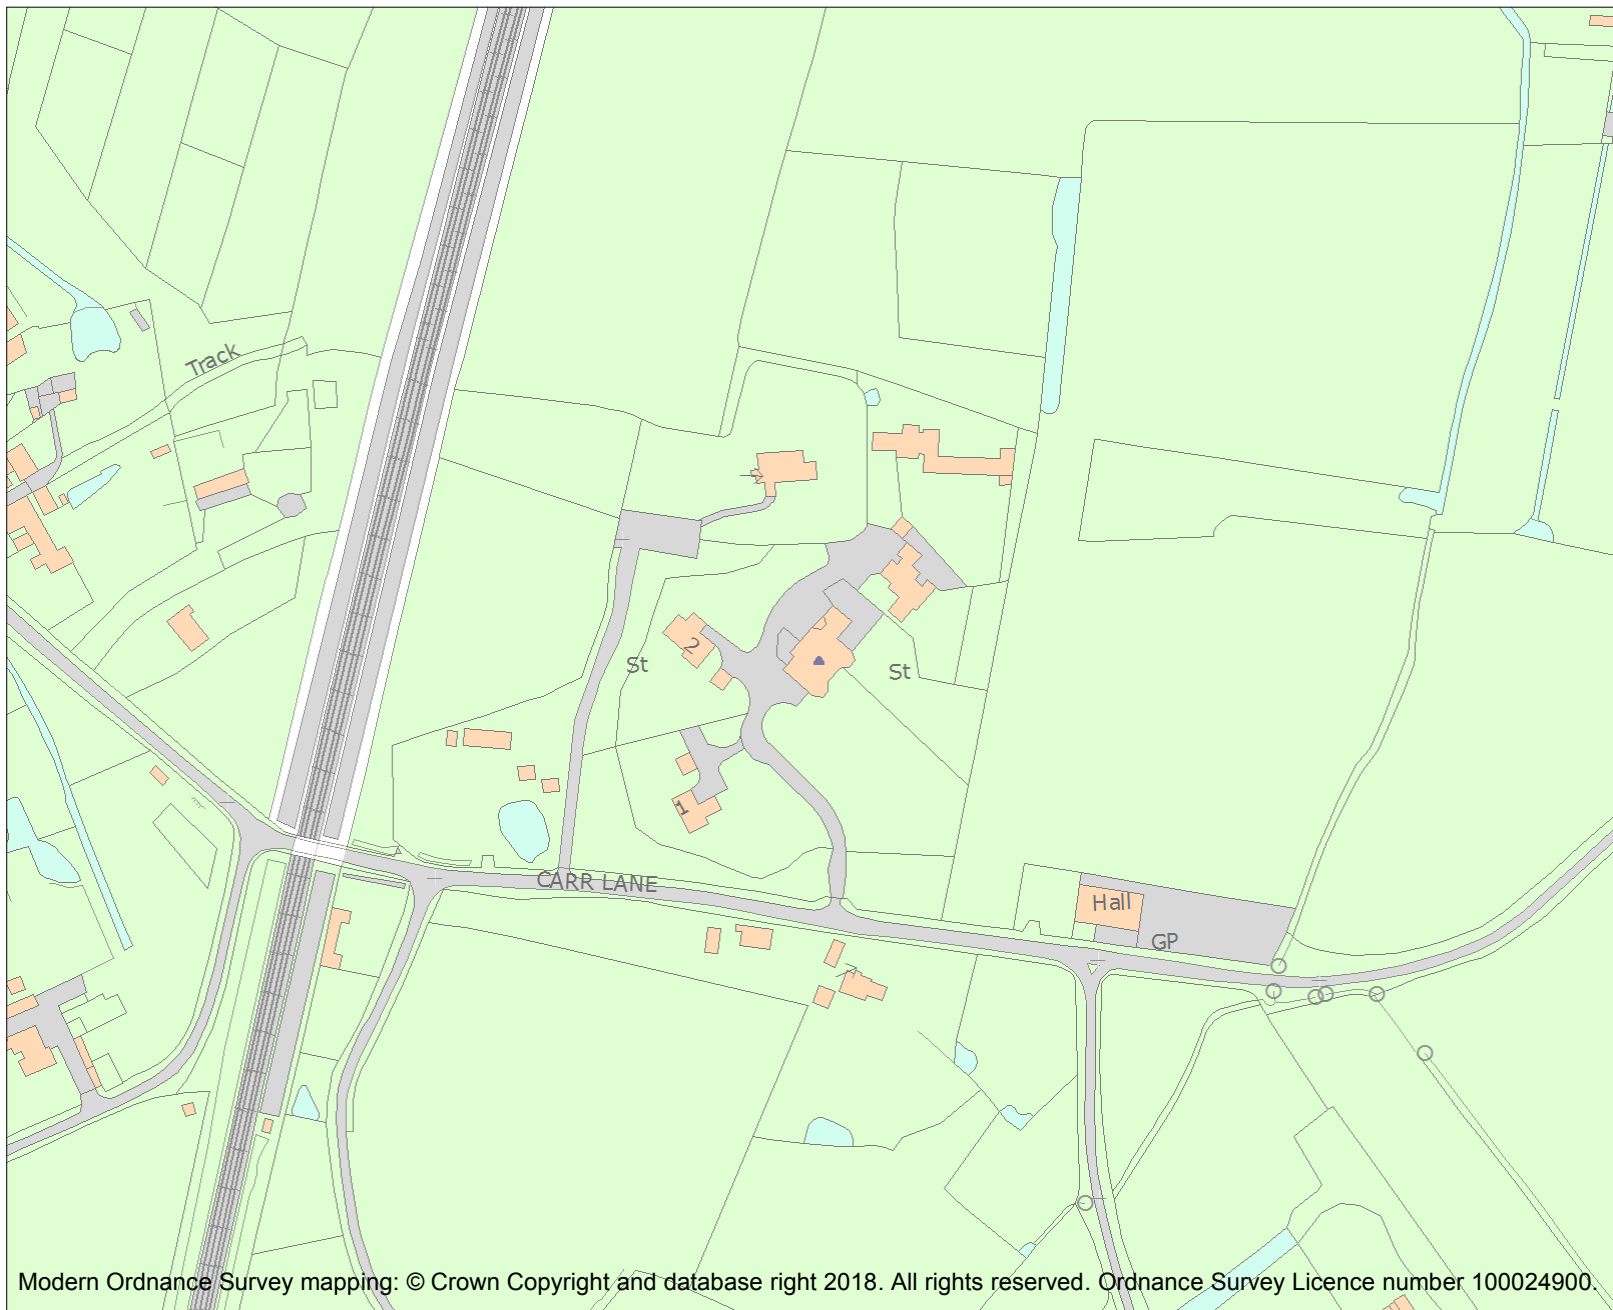 Track
2
St
St
1
CARR LANE
Hall
GP
Modern Ordnance Survey mapping: © Crown Copyright and database right 2018. All rights reserved. Ordnance Survey Licence number 100024900.